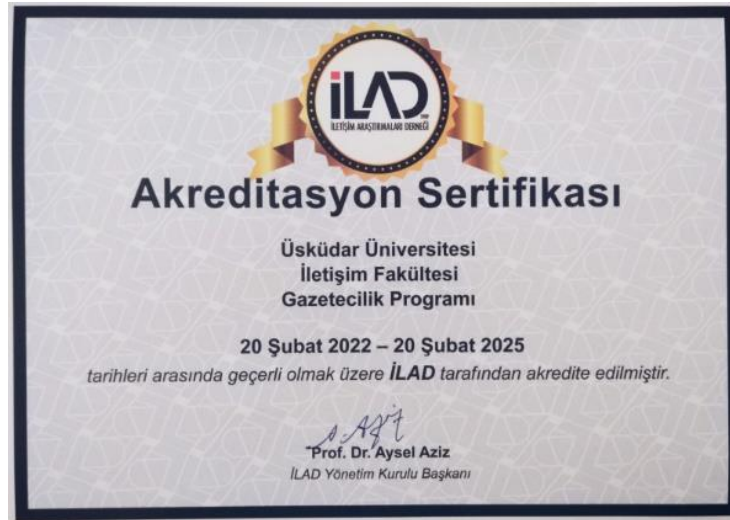 İLAD
İLETİŞİM ARAŞTIRMALARI DERNEĞİ
Akreditasyon Sertifikası
Üsküdar Üniversitesi
İletişim Fakültesi
Gazetecilik Programı
20 Şubat 2022 – 20 Şubat 2025
tarihleri arasında geçerli olmak üzere İLAD tarafından akredite edilmiştir.
Prof. Dr. Aysel Aziz
İLAD Yönetim Kurulu Başkanı